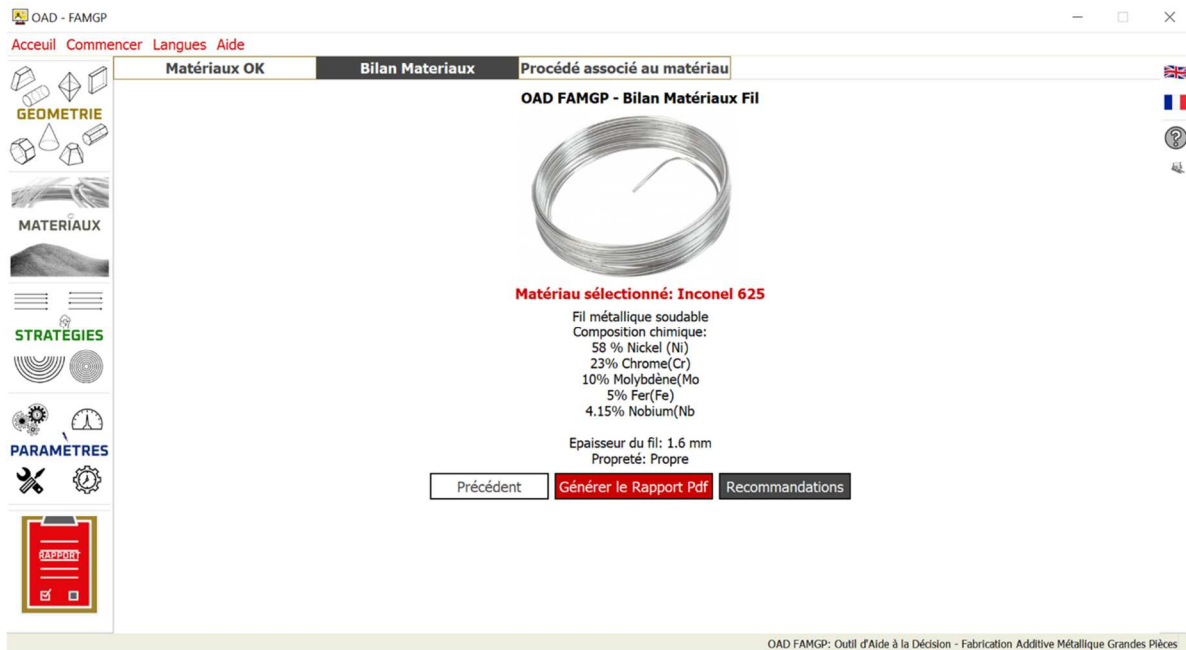 OAD - FAMGP
Acceuil Commencer Langues Aide
Matériaux OK Bilan Materiaux Procédé associé au matériau
GEOMETRIE
MATERIAUX
STRATEGIES
PARAMÈTRES
RAPPORT
OAD FAMGP - Bilan Matériaux Fil
Matériau sélectionné: Inconel 625
Fil métallique soudable
Composition chimique:
58 % Nickel (Ni)
23% Chrome(Cr)
10% Molybdène(Mo
5% Fer(Fe)
4.15% Nobium(Nb
Epaisseur du fil: 1.6 mm
Propreté: Propre
Précédent Générer le Rapport Pdf Recommandations
OAD FAMGP: Outil d'Aide à la Décision - Fabrication Additive Métallique Grandes Pièces